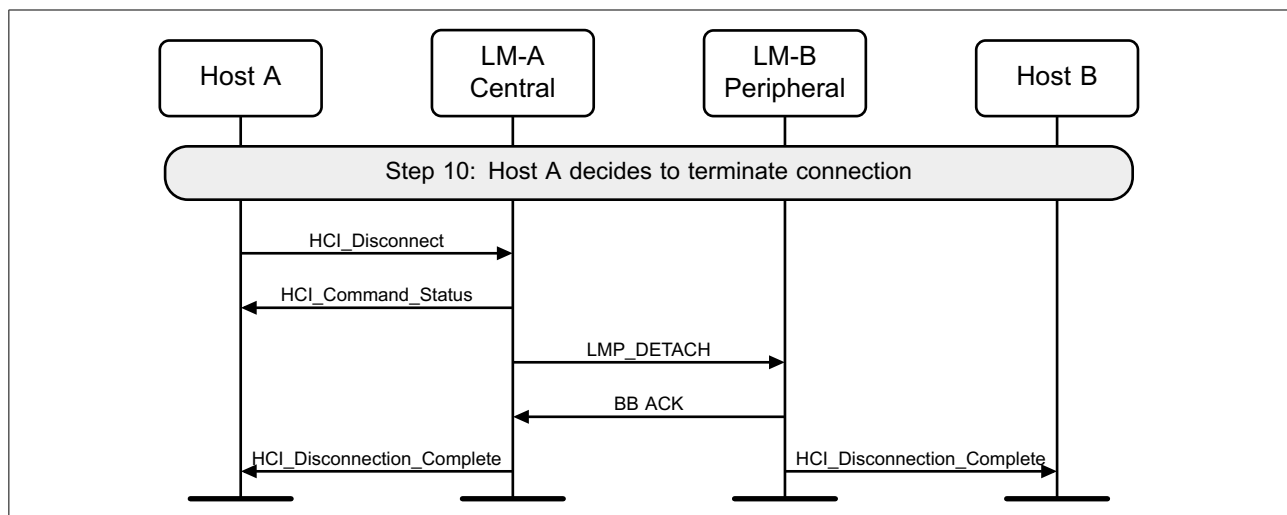 Host A
LM-A
Central
LM-B
Peripheral
Host B
Step 10: Host A decides to terminate connection
HCI_Disconnect
HCI_Command_Status
LMP_DETACH
BB ACK
HCI_Disconnection_Complete
HCI_Disconnection_Complete